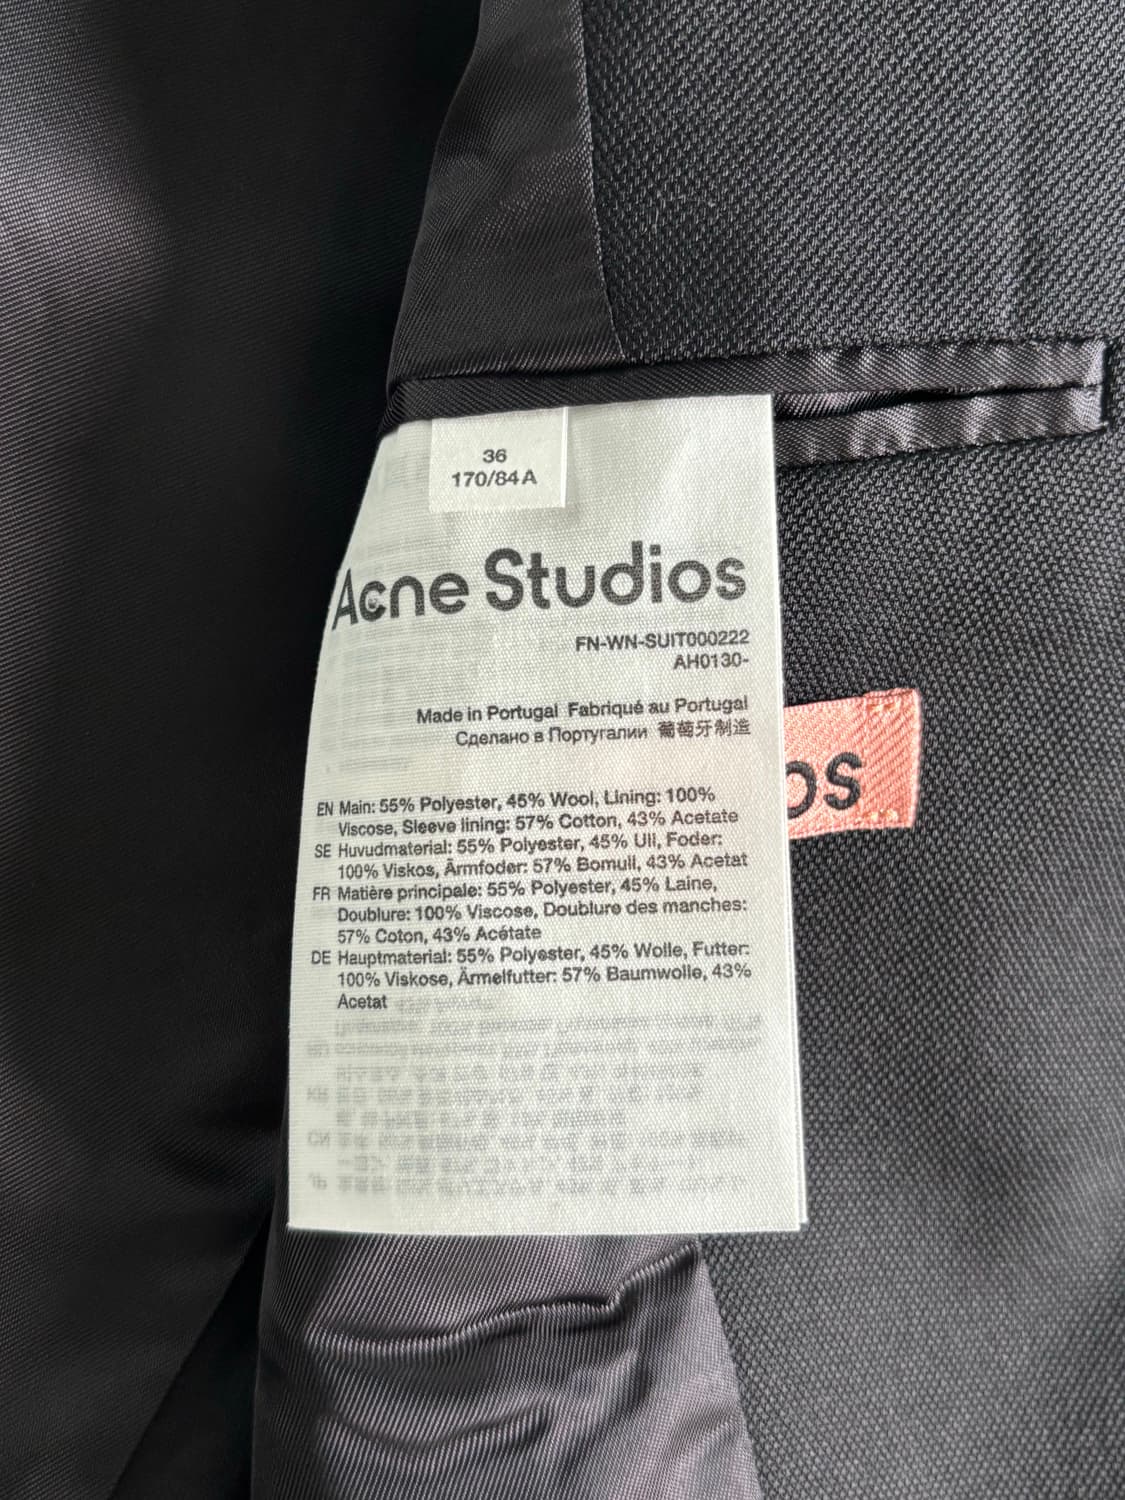 36
170/84A
Acne Studios
FN-WN-SUIT000222
AH0130-
Made in Portugal Fabriqué au Portugal
Сделано в Португалии 葡萄牙制造
EN Main: 55% Polyester, 45% Wool, Lining: 100%
Viscose, Sleeve lining: 57% Cotton, 43% Acetate
SE Huvudmaterial: 55% Polyester, 45% Ull, Foder:
100% Viskos, Ärmfoder: 57% Bomull, 43% Acetat
FR Matière principale: 55% Polyester, 45% Laine,
Doublure: 100% Viscose, Doublure des manches:
57% Coton, 43% Acétate
DE Hauptmaterial: 55% Polyester, 45% Wolle, Futter:
100% Viskose, Ärmelfutter: 57% Baumwolle, 43%
Acetat
os